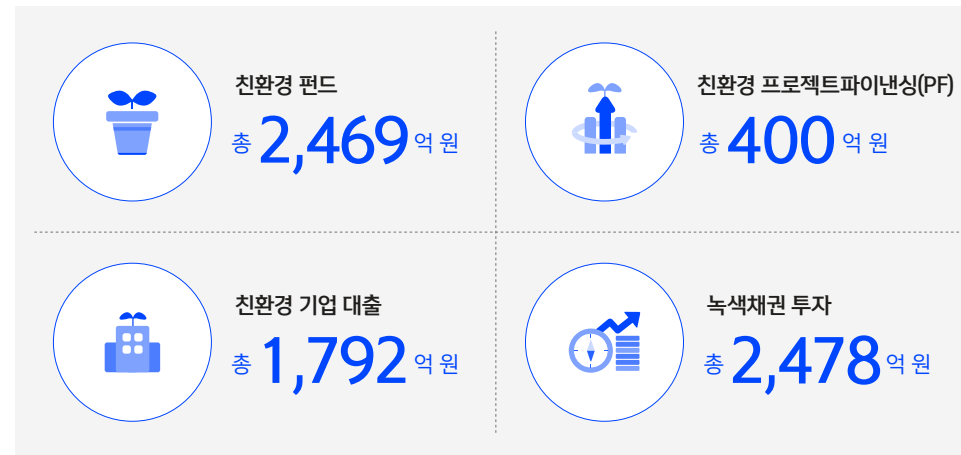 친환경 펀드
총 2,469 억 원
친환경 프로젝트파이낸싱(PF)
총 400 억 원
친환경 기업 대출
총 1,792 억 원
녹색채권 투자
총 2,478 억 원